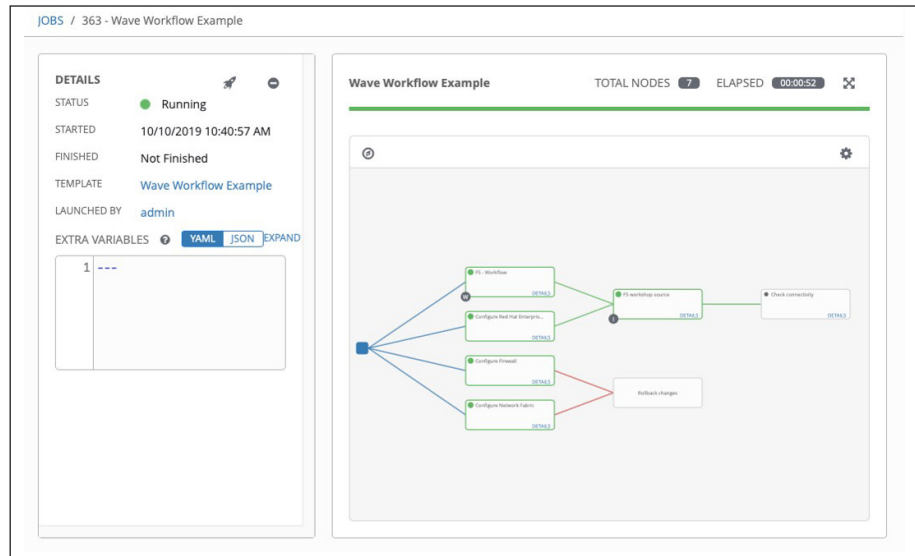 JOBS / 363 - Wave Workflow Example
DETAILS
STATUS Running
STARTED 10/10/2019 10:40:57 AM
FINISHED Not Finished
TEMPLATE Wave Workflow Example
LAUNCHED BY admin
EXTRA VARIABLES ? YAML JSON EXPAND
1 ---
Wave Workflow Example TOTAL NODES 7 ELAPSED 00:00:52
F5 - Workflow
DETAILS
W
Configure Red Hat Enterpris...
DETAILS
Configure Firewall
DETAILS
Configure Network Fabric
DETAILS
F5 workshop source
DETAILS
I
Rollback changes
Check connectivity
DETAILS